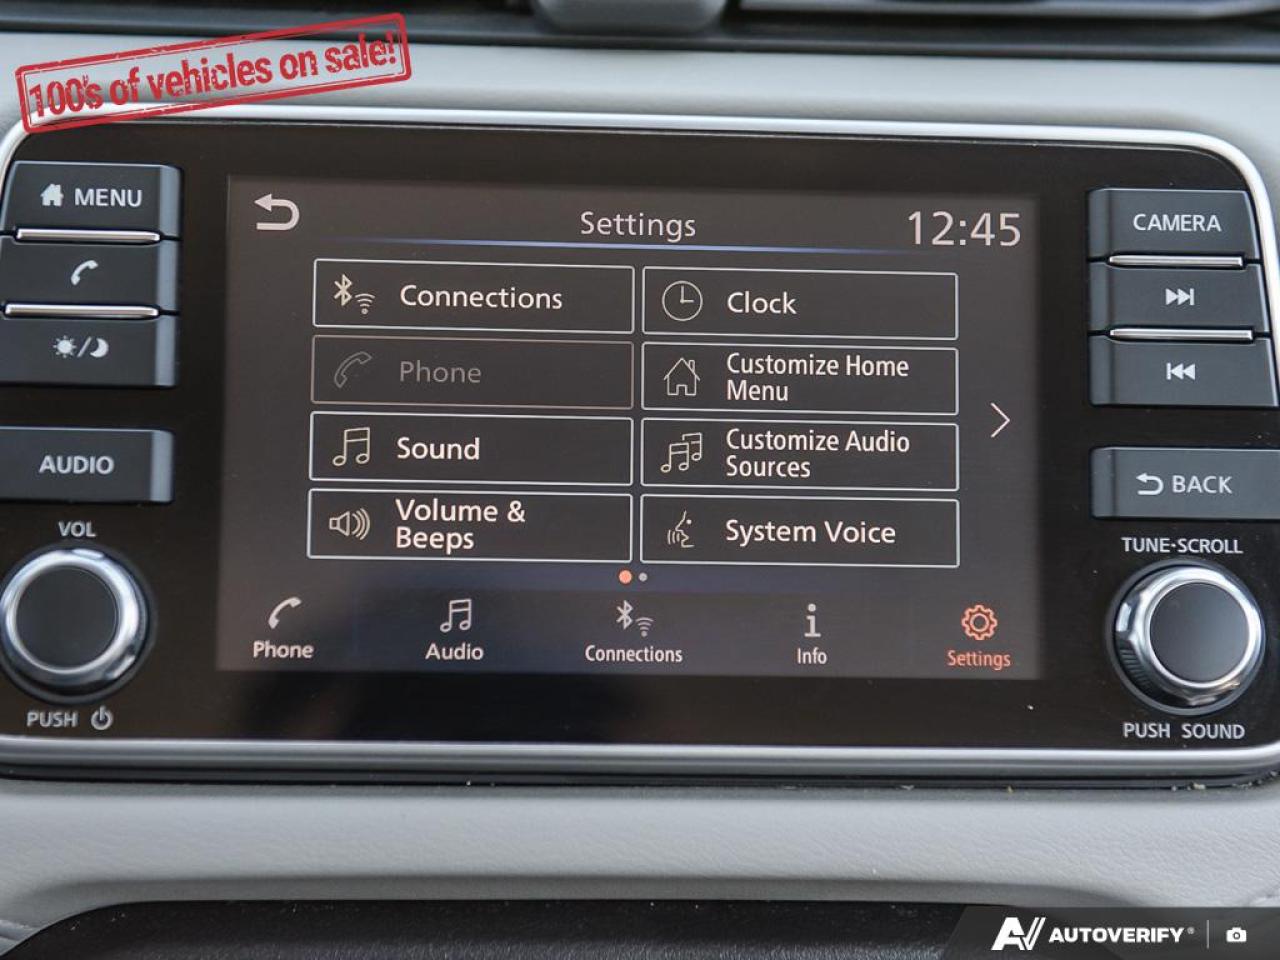 100's of vehicles on sale!
MENU
AUDIO
VOL
PUSH
Settings
12:45
Connections
Clock
Phone
Customize Home
Menu
Sound
Customize Audio
Sources
Volume &
Beeps
System Voice
Phone
Audio
Connections
Info
Settings
CAMERA
BACK
TUNE·SCROLL
PUSH SOUND
AUTOVERIFY®